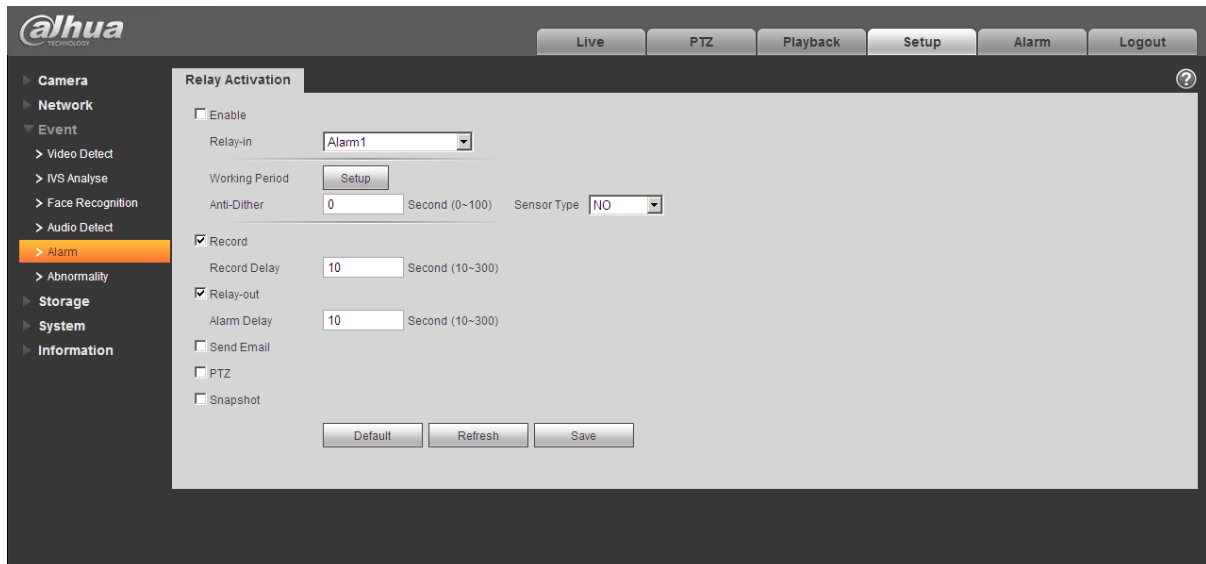 alhua
TECHNOLOGY
Live PTZ Playback Setup Alarm Logout
Camera
Network
Event
> Video Detect
> IVS Analyse
> Face Recognition
> Audio Detect
> Alarm
> Abnormality
Storage
System
Information
Relay Activation
?
Enable
Relay-in Alarm1
Working Period Setup
Anti-Dither 0 Second (0~100) Sensor Type NO
Record
Record Delay 10 Second (10~300)
Relay-out
Alarm Delay 10 Second (10~300)
Send Email
PTZ
Snapshot
Default Refresh Save